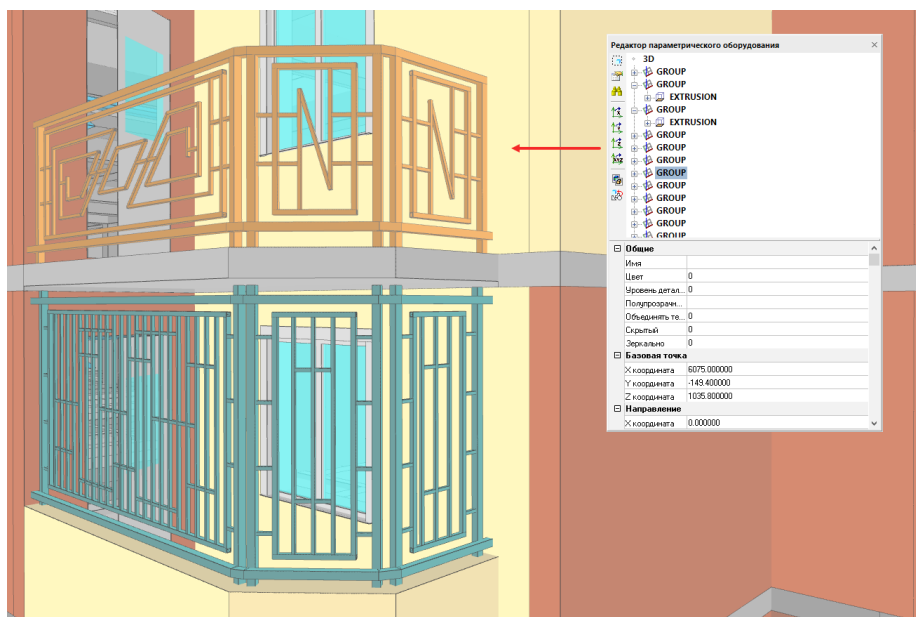 Редактор параметрического оборудования
3D
GROUP
GROUP
EXTRUSION
GROUP
EXTRUSION
GROUP
GROUP
GROUP
GROUP
GROUP
GROUP
GROUP
GROUP
GROUP
Общие
Имя
Цвет 0
Уровень детал... 0
Полупрозрачн...
Объединять те... 0
Скрытый 0
Зеркально 0
Базовая точка
X координата 6075.000000
Y координата -149.400000
Z координата 1035.800000
Направление
X координата 0.000000